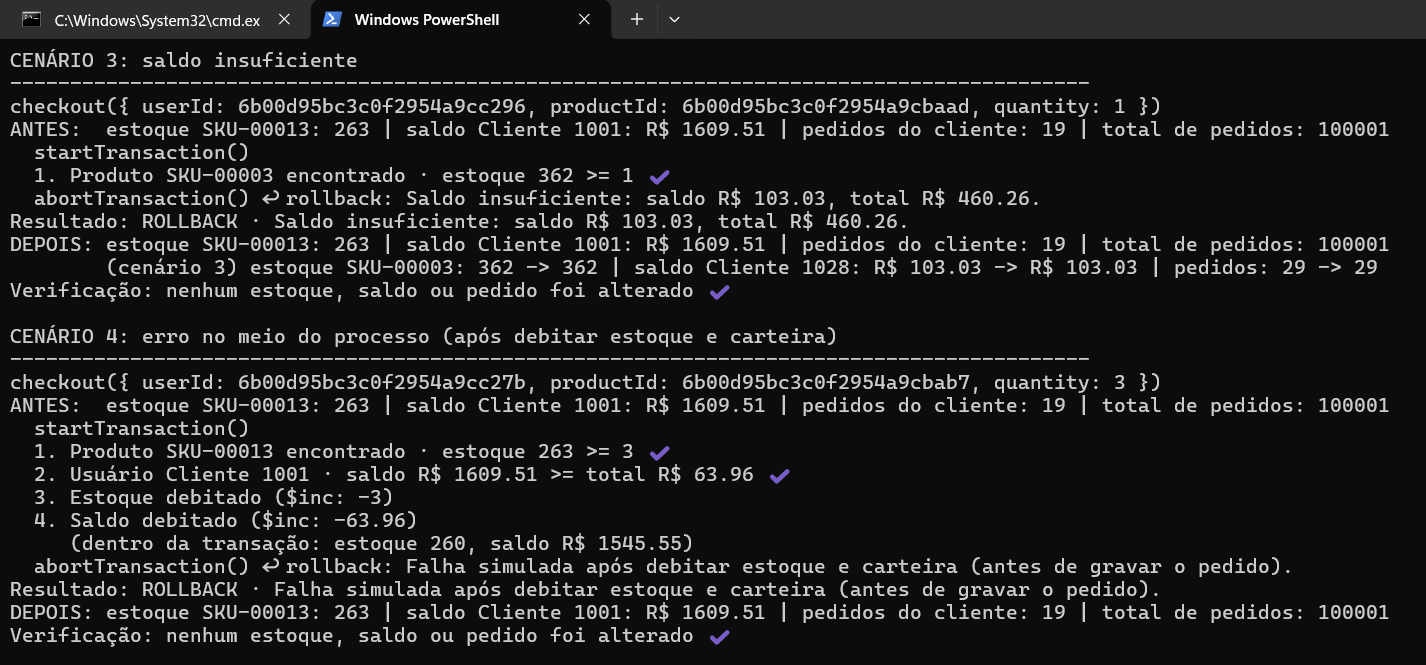 C:\Windows\System32\cmd.ex
Windows PowerShell
CENÁRIO 3: saldo insuficiente
------------------------------------------------------------------------------------------
checkout({ userId: 6b00d95bc3c0f2954a9cc296, productId: 6b00d95bc3c0f2954a9cbaad, quantity: 1 })
ANTES:  estoque SKU-00013: 263 | saldo Cliente 1001: R$ 1609.51 | pedidos do cliente: 19 | total de pedidos: 100001
  startTransaction()
  1. Produto SKU-00003 encontrado · estoque 362 >= 1 ✔
  abortTransaction() ↩ rollback: Saldo insuficiente: saldo R$ 103.03, total R$ 460.26.
Resultado: ROLLBACK · Saldo insuficiente: saldo R$ 103.03, total R$ 460.26.
DEPOIS: estoque SKU-00013: 263 | saldo Cliente 1001: R$ 1609.51 | pedidos do cliente: 19 | total de pedidos: 100001
        (cenário 3) estoque SKU-00003: 362 -> 362 | saldo Cliente 1028: R$ 103.03 -> R$ 103.03 | pedidos: 29 -> 29
Verificação: nenhum estoque, saldo ou pedido foi alterado ✔
CENÁRIO 4: erro no meio do processo (após debitar estoque e carteira)
------------------------------------------------------------------------------------------
checkout({ userId: 6b00d95bc3c0f2954a9cc27b, productId: 6b00d95bc3c0f2954a9cbab7, quantity: 3 })
ANTES:  estoque SKU-00013: 263 | saldo Cliente 1001: R$ 1609.51 | pedidos do cliente: 19 | total de pedidos: 100001
  startTransaction()
  1. Produto SKU-00013 encontrado · estoque 263 >= 3 ✔
  2. Usuário Cliente 1001 · saldo R$ 1609.51 >= total R$ 63.96 ✔
  3. Estoque debitado ($inc: -3)
  4. Saldo debitado ($inc: -63.96)
     (dentro da transação: estoque 260, saldo R$ 1545.55)
  abortTransaction() ↩ rollback: Falha simulada após debitar estoque e carteira (antes de gravar o pedido).
Resultado: ROLLBACK · Falha simulada após debitar estoque e carteira (antes de gravar o pedido).
DEPOIS: estoque SKU-00013: 263 | saldo Cliente 1001: R$ 1609.51 | pedidos do cliente: 19 | total de pedidos: 100001
Verificação: nenhum estoque, saldo ou pedido foi alterado ✔